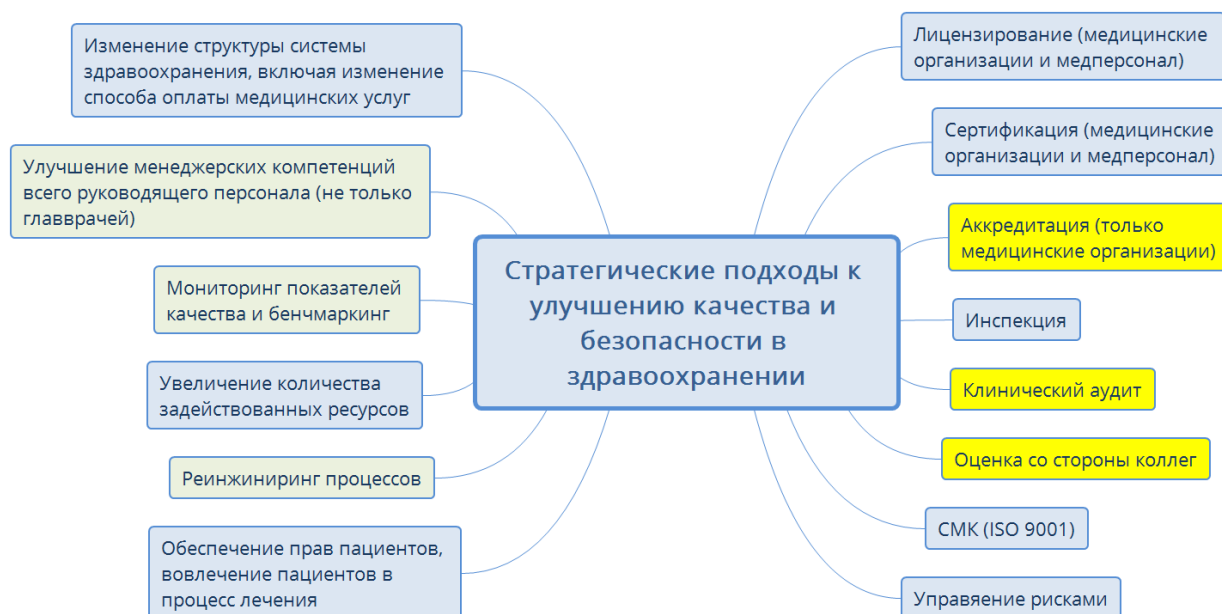 Изменение структуры системы
здравоохранения, включая изменение
способа оплаты медицинских услуг
Улучшение менеджерских компетенций
всего руководящего персонала (не только
главврачей)
Мониторинг показателей
качества и бенчмаркинг
Увеличение количества
задействованных ресурсов
Реинжиниринг процессов
Обеспечение прав пациентов,
вовлечение пациентов в
процесс лечения
Стратегические подходы к
улучшению качества и
безопасности в
здравоохранении
Лицензирование (медицинские
организации и медперсонал)
Сертификация (медицинские
организации и медперсонал)
Аккредитация (только
медицинские организации)
Инспекция
Клинический аудит
Оценка со стороны коллег
СМК (ISO 9001)
Управяение рисками